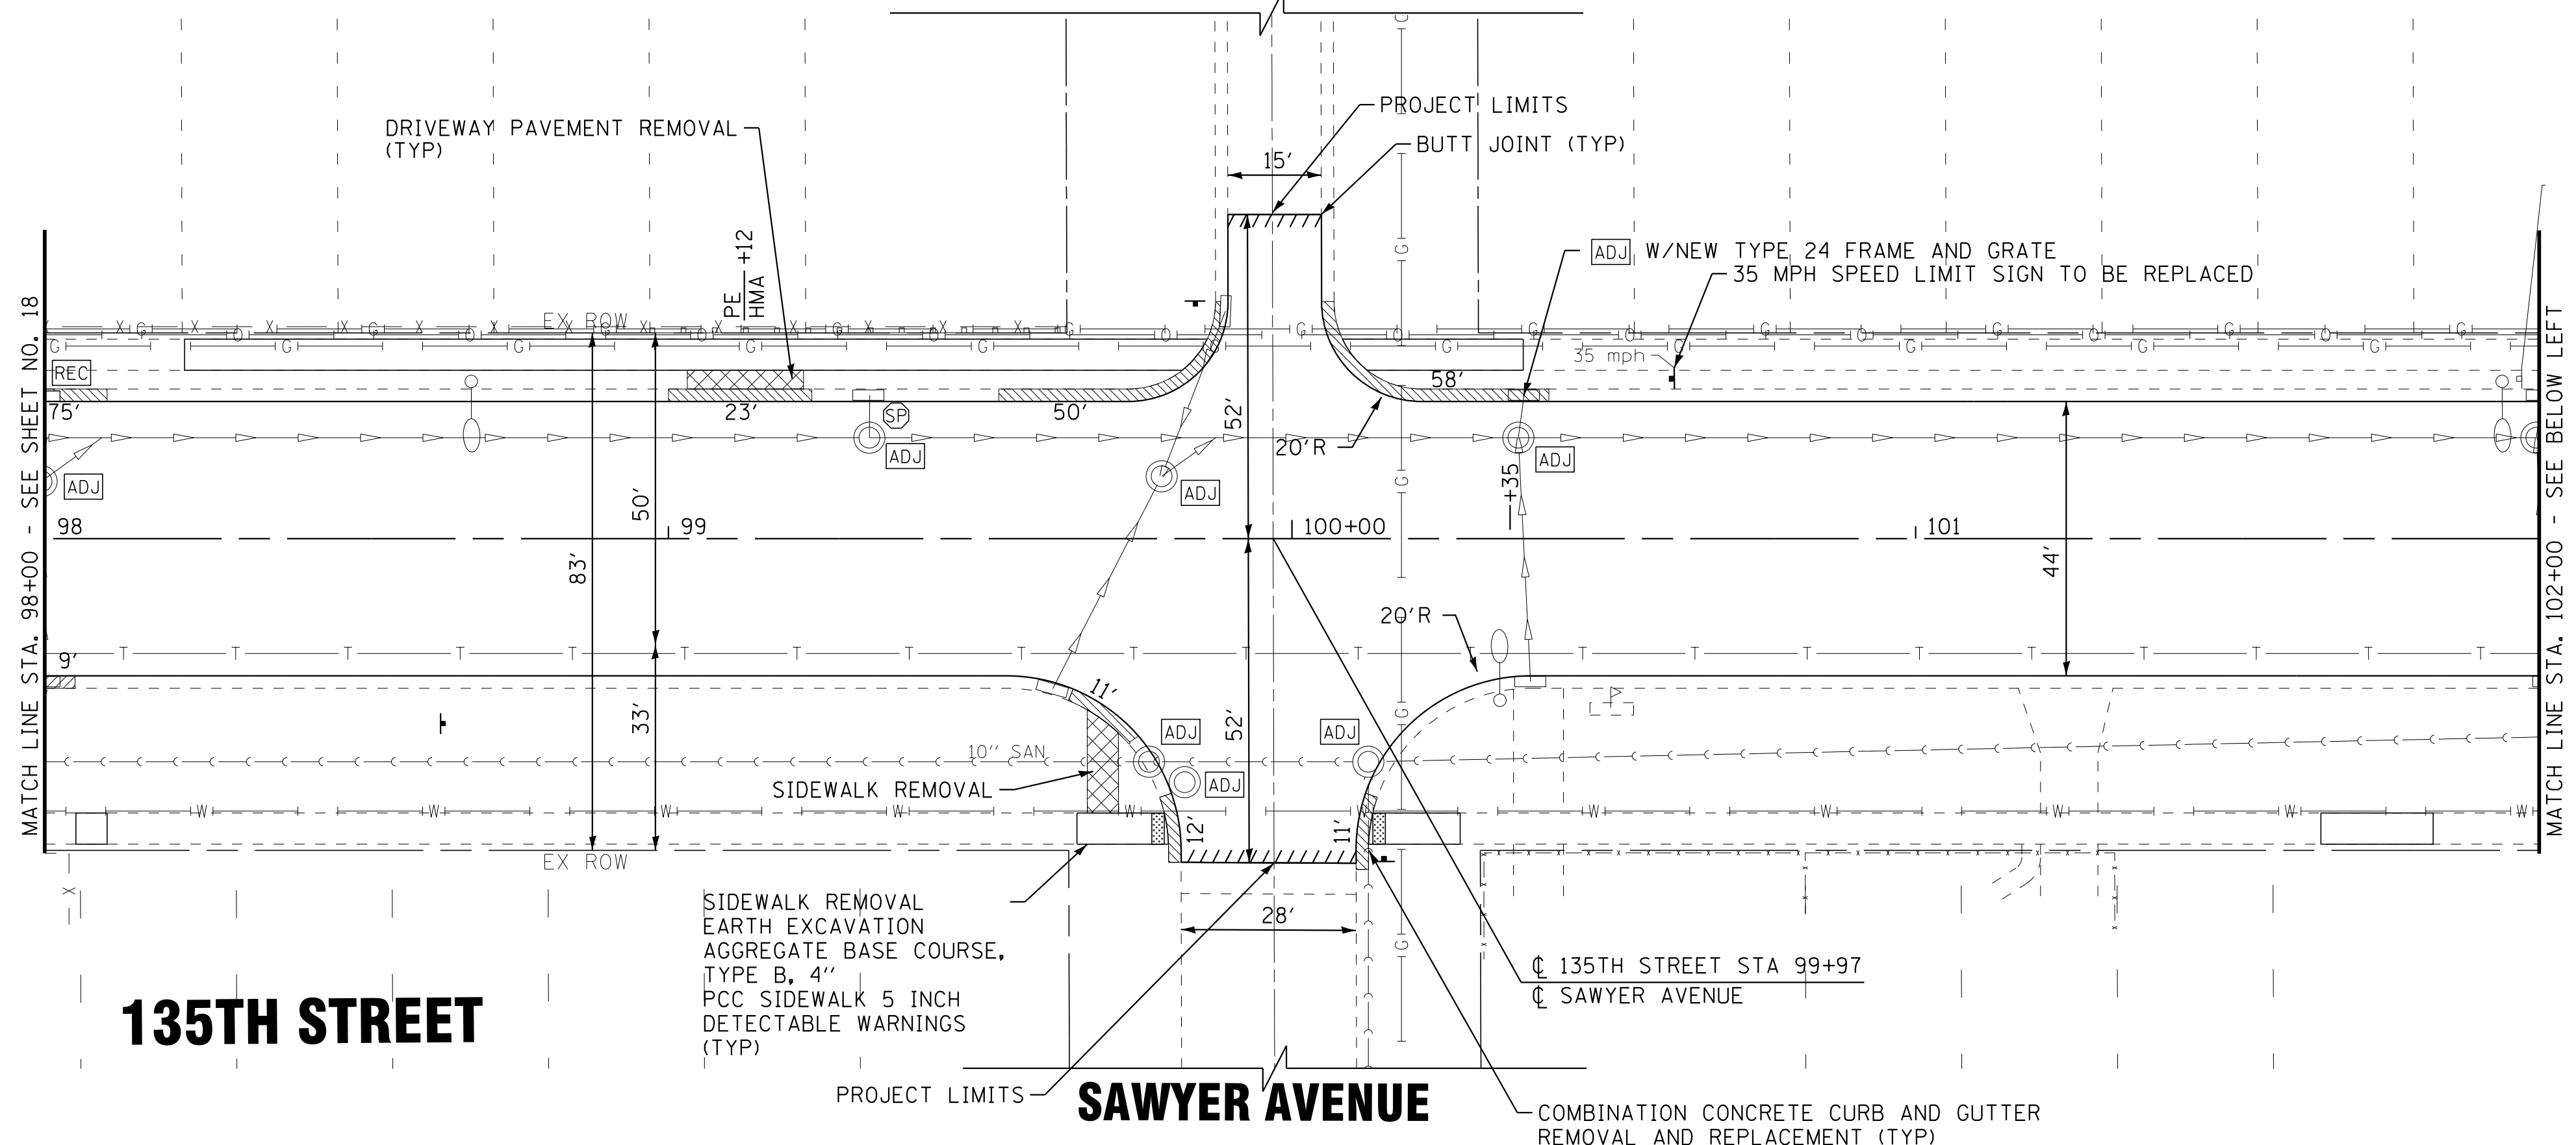 PROJECT LIMITS
DRIVEWAY PAVEMENT REMOVAL
(TYP)
BUTT JOINT (TYP)
15'
PE
HMA
+12
ADJ W/NEW TYPE 24 FRAME AND GRATE
35 MPH SPEED LIMIT SIGN TO BE REPLACED
MATCH LINE STA. 98+00 - SEE SHEET NO. 18
MATCH LINE STA. 102+00 - SEE BELOW LEFT
EX ROW
35 mph
REC
75'
23'
SP
50'
58'
52'
20'R
ADJ
ADJ
ADJ
ADJ
+35
50'
98
99
100+00
101
83'
44'
20'R
9'
11'
33'
52'
10'' SAN
ADJ
ADJ
ADJ
SIDEWALK REMOVAL
12'
11'
EX ROW
SIDEWALK REMOVAL
EARTH EXCAVATION
AGGREGATE BASE COURSE,
TYPE B, 4''
PCC SIDEWALK 5 INCH
DETECTABLE WARNINGS
(TYP)
28'
℄ 135TH STREET STA 99+97
℄ SAWYER AVENUE
135TH STREET
PROJECT LIMITS
SAWYER AVENUE
COMBINATION CONCRETE CURB AND GUTTER
REMOVAL AND REPLACEMENT (TYP)